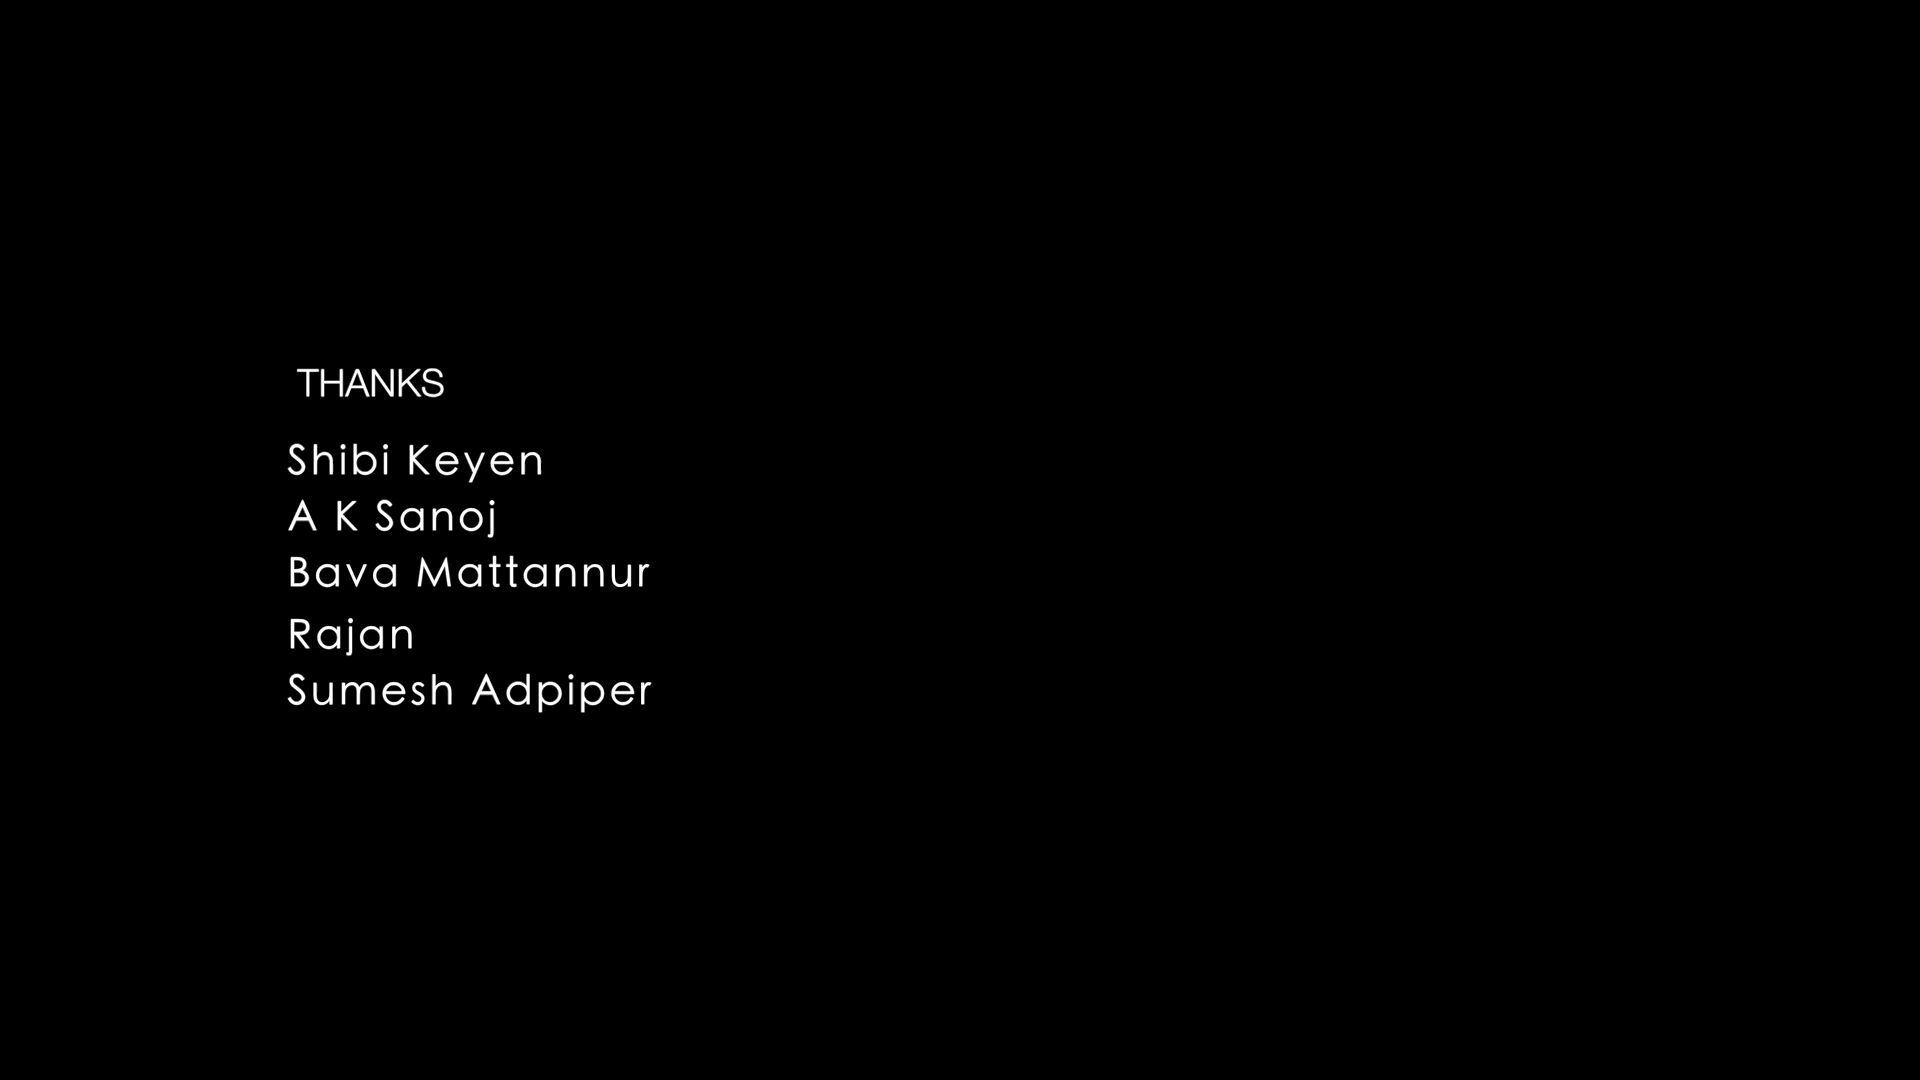 THANKS
Shibi Keyen
A K Sanoj
Bava Mattannur
Rajan
Sumesh Adpiper